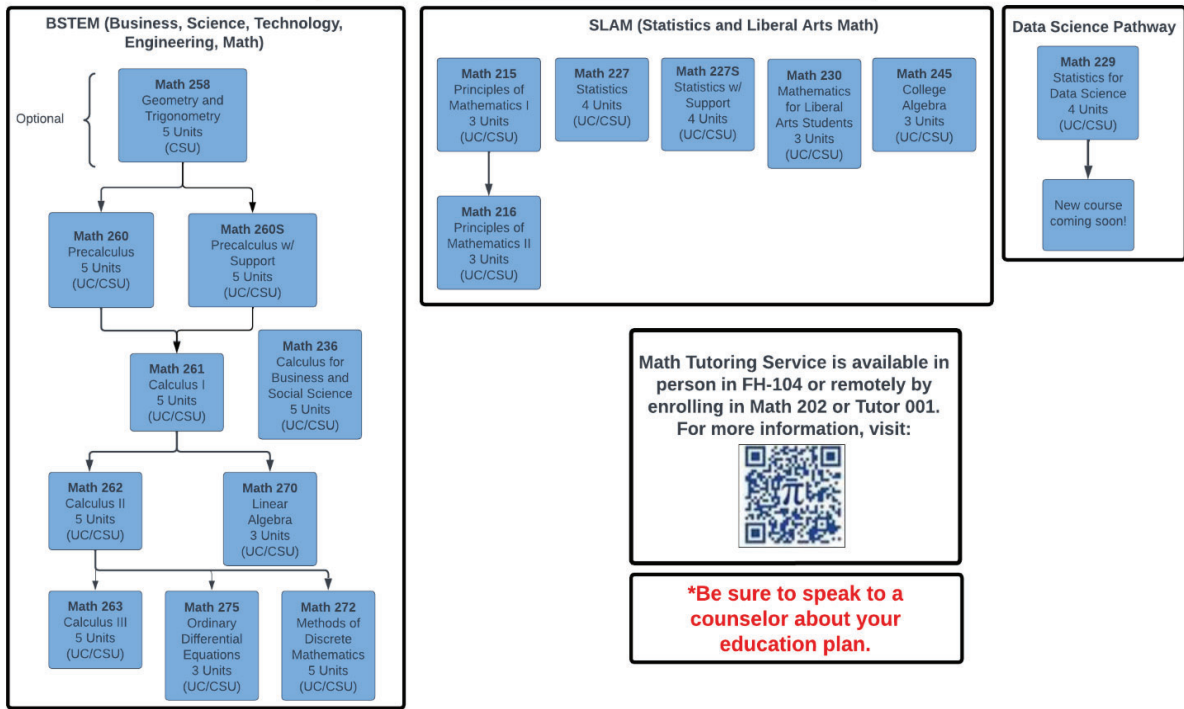 BSTEM (Business, Science, Technology,
Engineering, Math)
Optional
Math 258
Geometry and
Trigonometry
5 Units
(CSU)
Math 260
Precalculus
5 Units
(UC/CSU)
Math 260S
Precalculus w/
Support
5 Units
(UC/CSU)
Math 261
Calculus I
5 Units
(UC/CSU)
Math 236
Calculus for
Business and
Social Science
5 Units
(UC/CSU)
Math 262
Calculus II
5 Units
(UC/CSU)
Math 270
Linear
Algebra
3 Units
(UC/CSU)
Math 263
Calculus III
5 Units
(UC/CSU)
Math 275
Ordinary
Differential
Equations
3 Units
(UC/CSU)
Math 272
Methods of
Discrete
Mathematics
5 Units
(UC/CSU)
SLAM (Statistics and Liberal Arts Math)
Math 215
Principles of
Mathematics I
3 Units
(UC/CSU)
Math 227
Statistics
4 Units
(UC/CSU)
Math 227S
Statistics w/
Support
4 Units
(UC/CSU)
Math 230
Mathematics
for Liberal
Arts Students
3 Units
(UC/CSU)
Math 245
College
Algebra
3 Units
(UC/CSU)
Math 216
Principles of
Mathematics II
3 Units
(UC/CSU)
Data Science Pathway
Math 229
Statistics for
Data Science
4 Units
(UC/CSU)
New course
coming soon!
Math Tutoring Service is available in
person in FH-104 or remotely by
enrolling in Math 202 or Tutor 001.
For more information, visit:
π
*Be sure to speak to a
counselor about your
education plan.